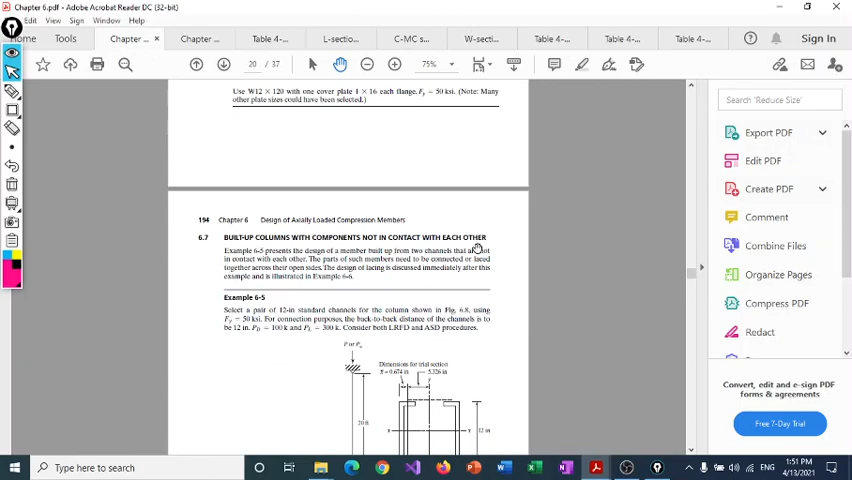 Chapter 6.pdf - Adobe Acrobat Reader DC (32-bit)
Edit View Sign Window Help
Home Tools Chapter ... × Chapter ... Table 4-... L-sectio... C-MC s... W-secti... Table 4-... Table 4-... Table 4-... Sign In
20 / 37 75%
Use W12 × 120 with one cover plate 1 × 16 each flange, Fy = 50 ksi. (Note: Many
other plate sizes could have been selected.)
194 Chapter 6 Design of Axially Loaded Compression Members
6.7 BUILT-UP COLUMNS WITH COMPONENTS NOT IN CONTACT WITH EACH OTHER
Example 6-5 presents the design of a member built up from two channels that are not
in contact with each other. The parts of such members need to be connected or laced
together across their open sides. The design of lacing is discussed immediately after this
example and is illustrated in Example 6-6.
Example 6-5
Select a pair of 12-in standard channels for the column shown in Fig. 6.8, using
Fy = 50 ksi. For connection purposes, the back-to-back distance of the channels is to
be 12 in. PD = 100 k and PL = 300 k. Consider both LRFD and ASD procedures.
P or Pu
Dimensions for trial section
x̄ = 0.674 in 5.326 in
20 ft
x x
12 in
Search 'Reduce Size'
Export PDF
Edit PDF
Create PDF
Comment
Combine Files
Organize Pages
Compress PDF
Redact
Convert, edit and e-sign PDF
forms & agreements
Free 7-Day Trial
Type here to search
ENG
1:51 PM
4/13/2021